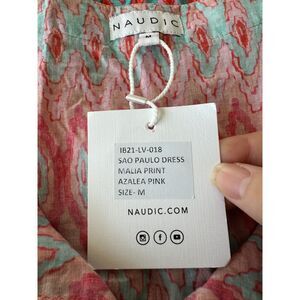 NAUDIC
M
IB21-LV-018
SAO PAULO DRESS
MALIA PRINT
AZALEA PINK
SIZE- M
NAUDIC.COM